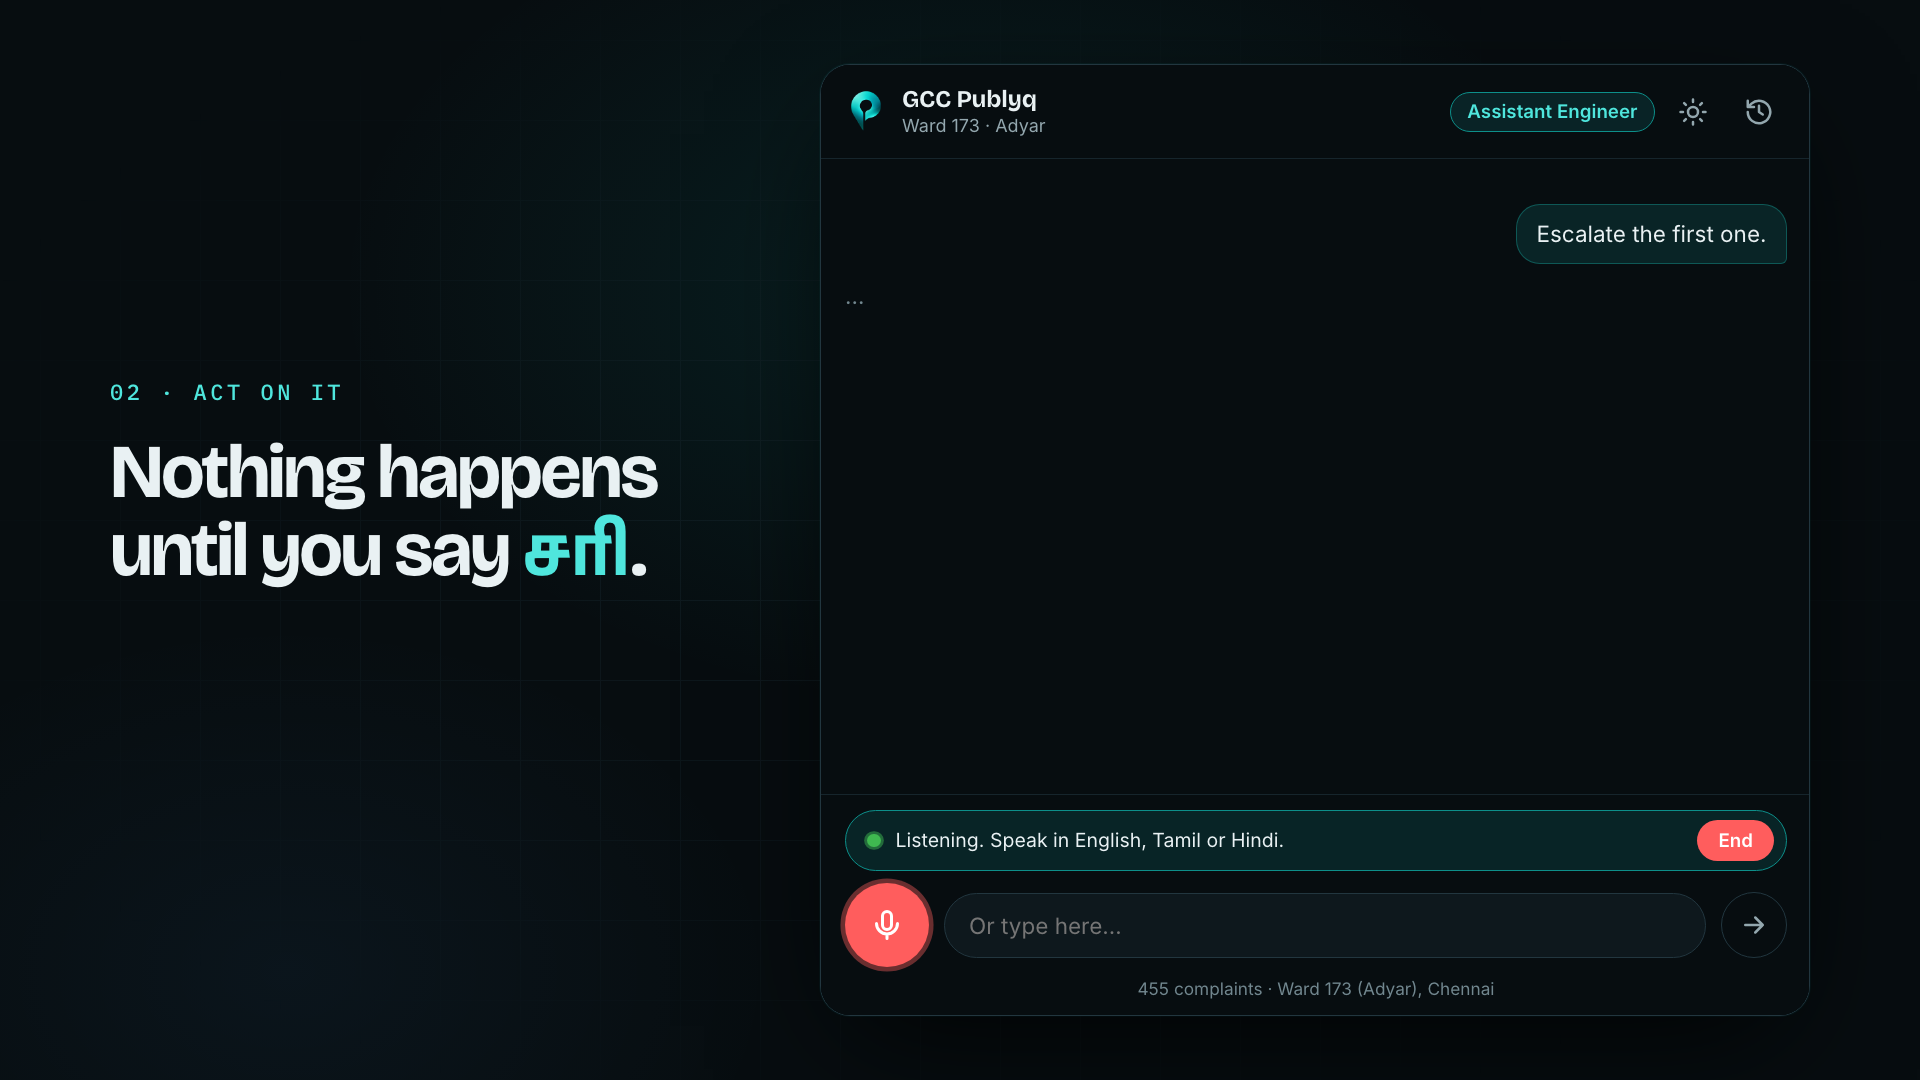 02 · ACT ON IT
Nothing happens
until you say சரி.
GCC Publyq
Ward 173 · Adyar
Assistant Engineer
Escalate the first one.
...
Listening. Speak in English, Tamil or Hindi.
End
Or type here...
455 complaints · Ward 173 (Adyar), Chennai